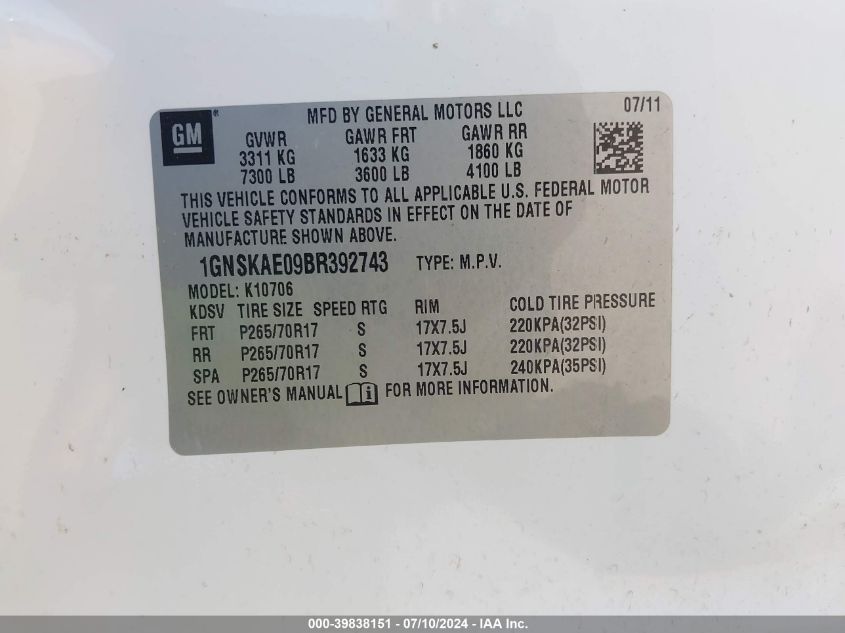 GM ®
MFD BY GENERAL MOTORS LLC 07/11
GVWR GAWR FRT GAWR RR
3311 KG 1633 KG 1860 KG
7300 LB 3600 LB 4100 LB
THIS VEHICLE CONFORMS TO ALL APPLICABLE U.S. FEDERAL MOTOR
VEHICLE SAFETY STANDARDS IN EFFECT ON THE DATE OF
MANUFACTURE SHOWN ABOVE.
1GNSKAE09BR392743 TYPE: M.P.V.
MODEL: K10706
KDSV TIRE SIZE SPEED RTG RIM COLD TIRE PRESSURE
FRT P265/70R17 S 17X7.5J 220KPA(32PSI)
RR P265/70R17 S 17X7.5J 220KPA(32PSI)
SPA P265/70R17 S 17X7.5J 240KPA(35PSI)
SEE OWNER'S MANUAL i FOR MORE INFORMATION.
000-39838151 / 07/10/2024 - IAA Inc.